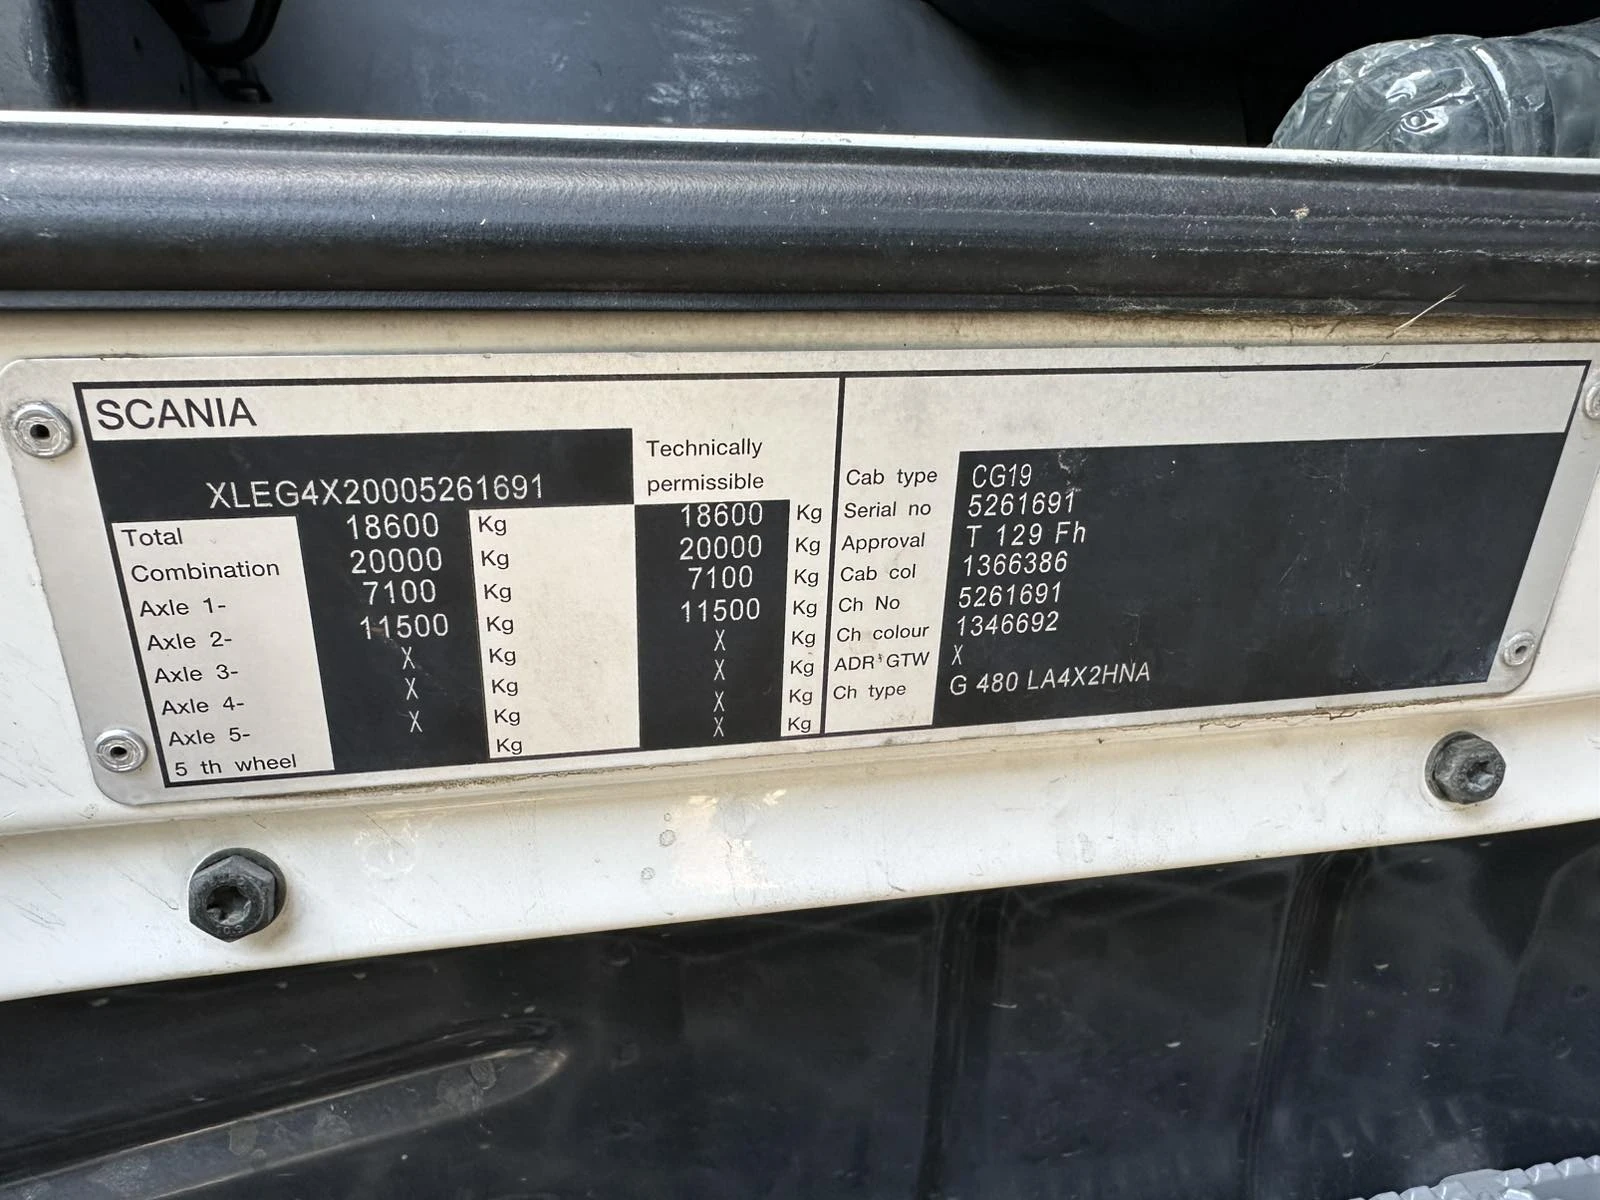 SCANIA
XLEG4X20005261691
Technically
permissible
Total 18600 Kg 18600 Kg
Combination 20000 Kg 20000 Kg
Axle 1- 7100 Kg 7100 Kg
Axle 2- 11500 Kg 11500 Kg
Axle 3- X Kg X Kg
Axle 4- X Kg X Kg
Axle 5- X Kg X Kg
5 th wheel Kg X Kg
Cab type CG19
Serial no 5261691
Approval T 129 Fh
Cab col 1366386
Ch No 5261691
Ch colour 1346692
ADR GTW X
Ch type G 480 LA4X2HNA
10.9